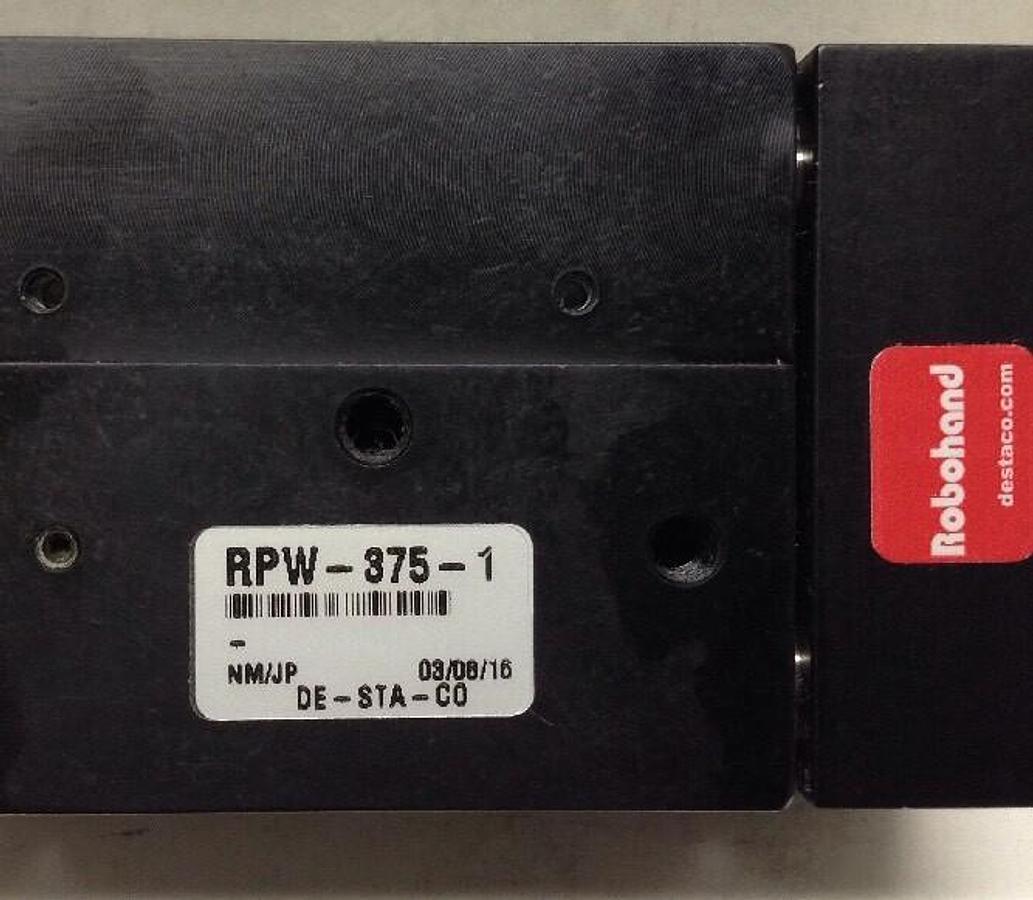 RPW-375-1
-
NM/JP 03/08/16
DE-STA-CO
Robohand
destaco.com